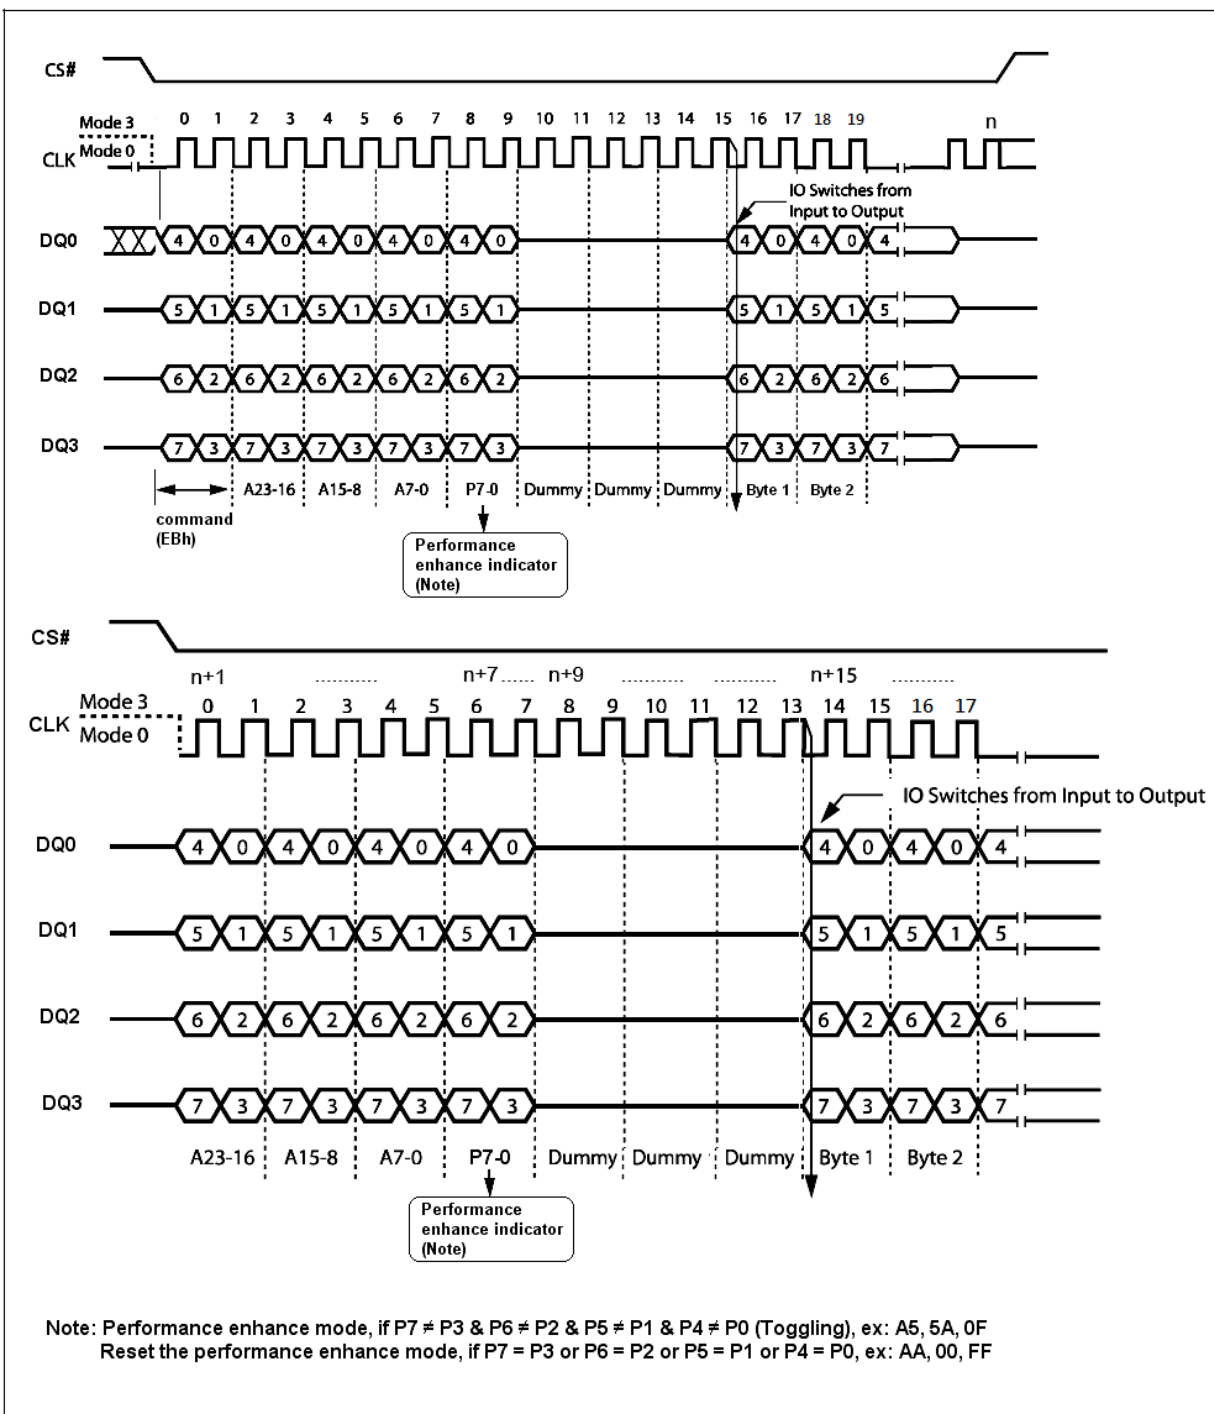 CS#
Mode 3
0 1 2 3 4 5 6 7 8 9 10 11 12 13 14 15 16 17 18 19 n
Mode 0
CLK
IO Switches from
Input to Output
DQ0 4 0 4 0 4 0 4 0 4 0 4 0 4 0 4
DQ1 5 1 5 1 5 1 5 1 5 1 5 1 5 1 5
DQ2 6 2 6 2 6 2 6 2 6 2 6 2 6 2 6
DQ3 7 3 7 3 7 3 7 3 7 3 7 3 7 3 7
A23-16 A15-8 A7-0 P7-0 Dummy Dummy Dummy Byte 1 Byte 2
command
(EBh)
Performance
enhance indicator
(Note)
CS#
n+1 ............ n+7 ...... n+9 ............ ............ n+15 ............
Mode 3
0 1 2 3 4 5 6 7 8 9 10 11 12 13 14 15 16 17
CLK
Mode 0
IO Switches from Input to Output
DQ0 4 0 4 0 4 0 4 0 4 0 4 0 4
DQ1 5 1 5 1 5 1 5 1 5 1 5 1 5
DQ2 6 2 6 2 6 2 6 2 6 2 6 2 6
DQ3 7 3 7 3 7 3 7 3 7 3 7 3 7
A23-16 A15-8 A7-0 P7-0 Dummy Dummy Dummy Byte 1 Byte 2
Performance
enhance indicator
(Note)
Note: Performance enhance mode, if P7 ≠ P3 & P6 ≠ P2 & P5 ≠ P1 & P4 ≠ P0 (Toggling), ex: A5, 5A, 0F
Reset the performance enhance mode, if P7 = P3 or P6 = P2 or P5 = P1 or P4 = P0, ex: AA, 00, FF